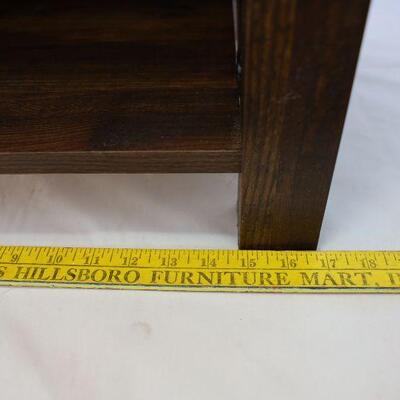 9 10 11 12 13 14 15 16 17 18
S HILLSBORO FURNITURE MART,